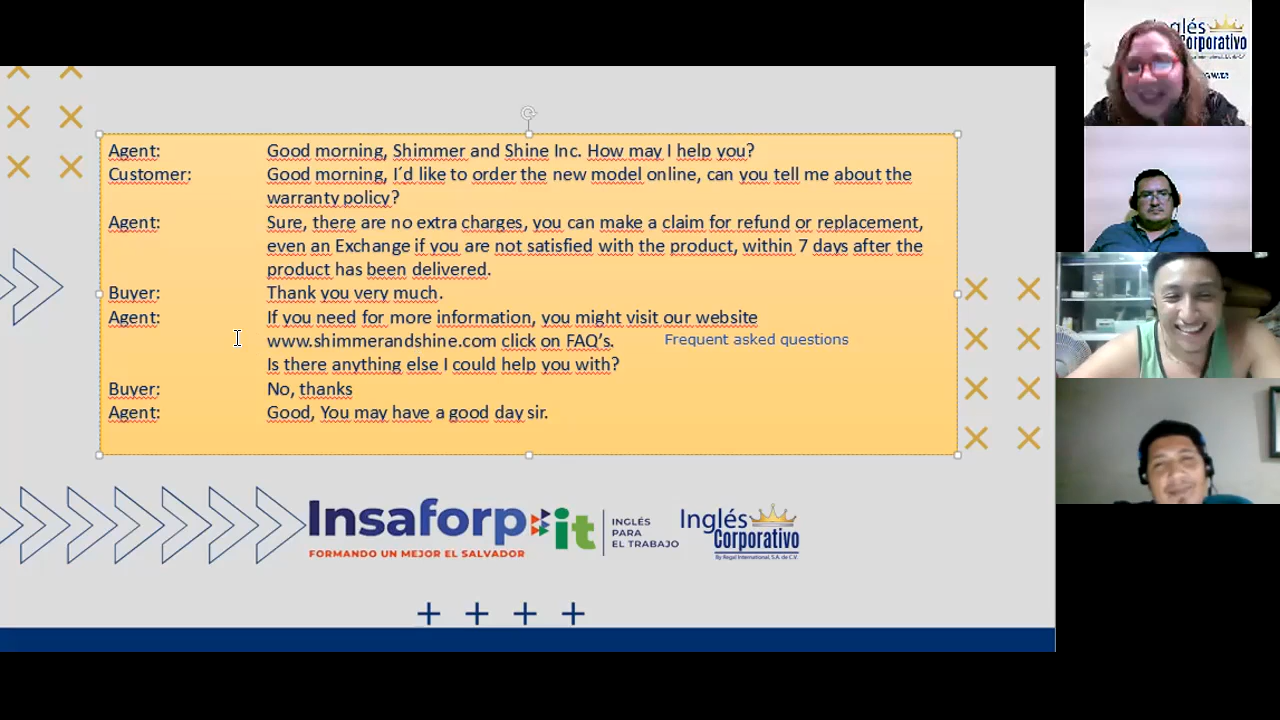 Agent: Good morning, Shimmer and Shine Inc. How may I help you?
Customer: Good morning, I´d like to order the new model online, can you tell me about the
warranty policy?
Agent: Sure, there are no extra charges, you can make a claim for refund or replacement,
even an Exchange if you are not satisfied with the product, within 7 days after the
product has been delivered.
Buyer: Thank you very much.
Agent: If you need for more information, you might visit our website
www.shimmerandshine.com click on FAQ’s. Frequent asked questions
Is there anything else I could help you with?
Buyer: No, thanks
Agent: Good, You may have a good day sir.
Insaforp it
FORMANDO UN MEJOR EL SALVADOR
INGLÉS
PARA
EL TRABAJO
Inglés
Corporativo
By Regal International, S.A. de C.V.
Inglés
Corporativo